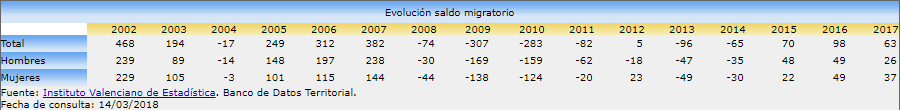 Evolución saldo migratorio
2002 2003 2004 2005 2006 2007 2008 2009 2010 2011 2012 2013 2014 2015 2016 2017
Total 468 194 -17 249 312 382 -74 -307 -283 -82 5 -96 -65 70 98 63
Hombres 239 89 -14 148 197 238 -30 -169 -159 -62 -18 -47 -35 48 49 26
Mujeres 229 105 -3 101 115 144 -44 -138 -124 -20 23 -49 -30 22 49 37
Fuente: Instituto Valenciano de Estadística. Banco de Datos Territorial.
Fecha de consulta: 14/03/2018